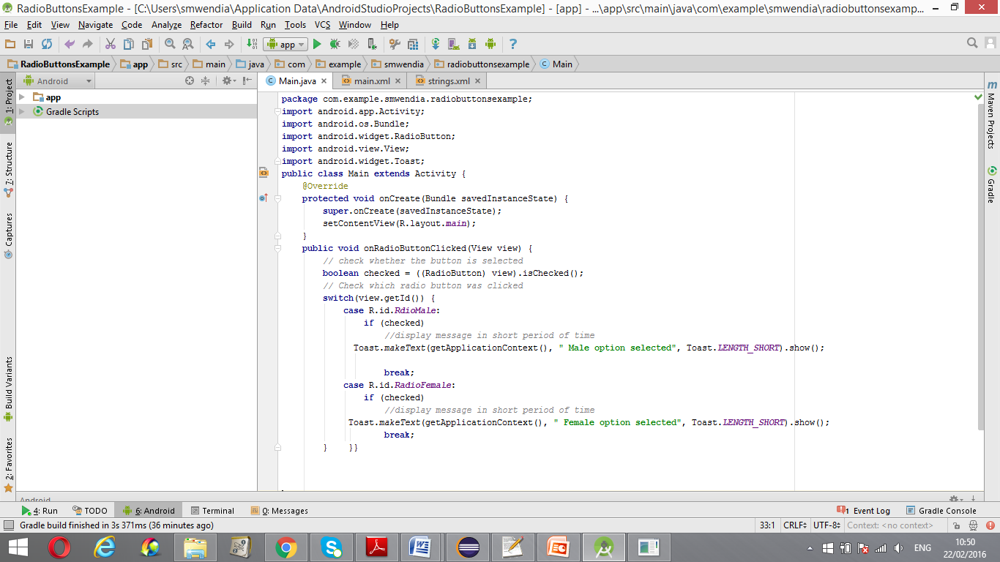 RadioButtonsExample - [C:\Users\smwendia\Application Data\AndroidStudioProjects\RadioButtonsExample] - [app] - ...\app\src\main\java\com\example\smwendia\radiobuttonsexamp...
File Edit View Navigate Code Analyze Refactor Build Run Tools VCS Window Help
app
RadioButtonsExample app src main java com example smwendia radiobuttonsexample Main
Android
Main.java main.xml strings.xml
app
Gradle Scripts
1: Project
7: Structure
Captures
Build Variants
2: Favorites
package com.example.smwendia.radiobuttonsexample;
import android.app.Activity;
import android.os.Bundle;
import android.widget.RadioButton;
import android.view.View;
import android.widget.Toast;
public class Main extends Activity {
@Override
protected void onCreate(Bundle savedInstanceState) {
super.onCreate(savedInstanceState);
setContentView(R.layout.main);
}
public void onRadioButtonClicked(View view) {
// check whether the button is selected
boolean checked = ((RadioButton) view).isChecked();
// Check which radio button was clicked
switch(view.getId()) {
case R.id.RdioMale:
if (checked)
//display message in short period of time
Toast.makeText(getApplicationContext(), " Male option selected", Toast.LENGTH_SHORT).show();
break;
case R.id.RadioFemale:
if (checked)
//display message in short period of time
Toast.makeText(getApplicationContext(), " Female option selected", Toast.LENGTH_SHORT).show();
break;
} }}
Maven Projects
Gradle
Android
4: Run TODO 6: Android Terminal 0: Messages 1 Event Log Gradle Console
Gradle build finished in 3s 371ms (36 minutes ago) 33:1 CRLF UTF-8 Context: <no context>
ENG
10:50
22/02/2016